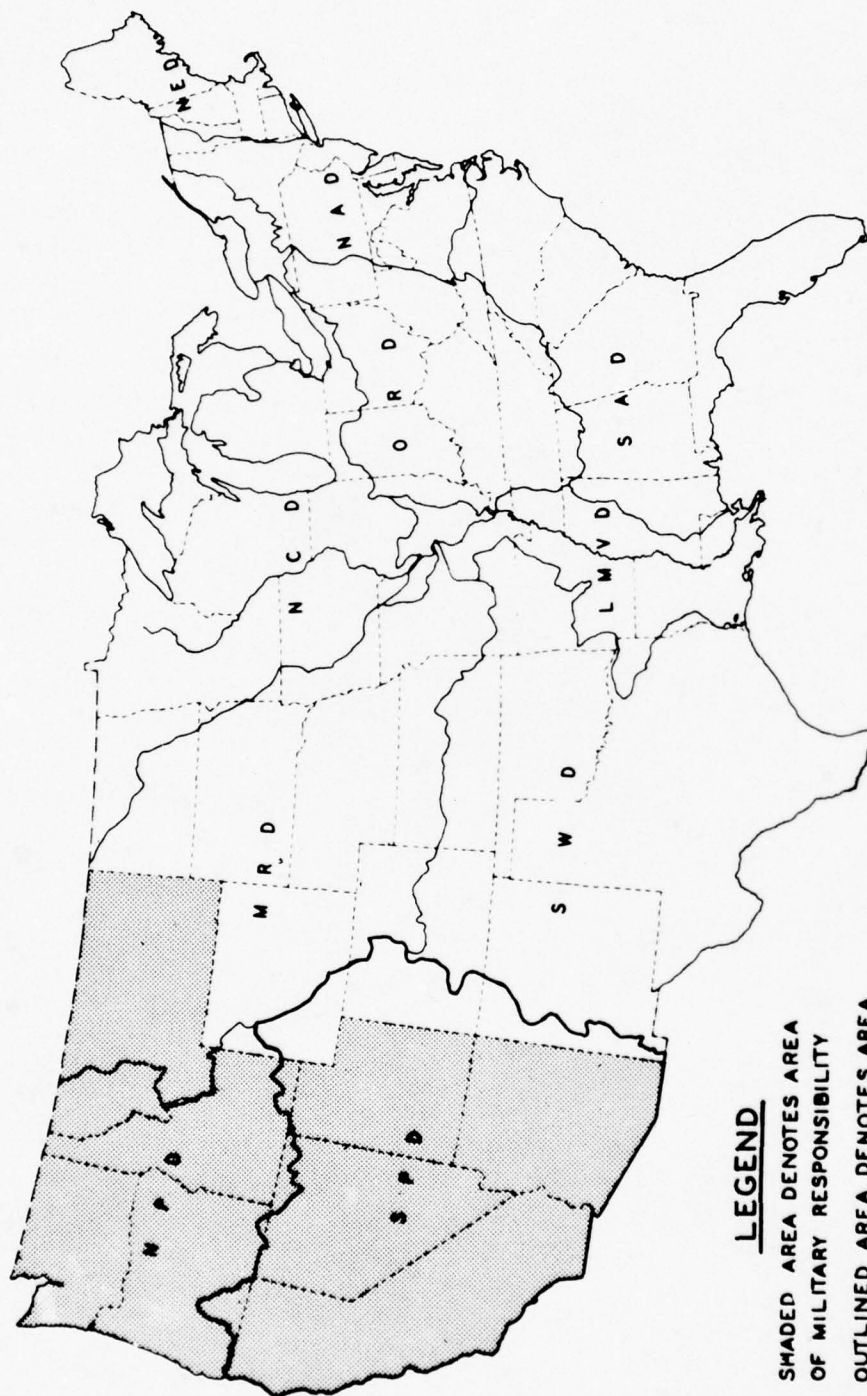 NED
NAD
ORD
SAD
NCD
LMVD
MRD
SWD
NPD
SPD
LEGEND
SHADED AREA DENOTES AREA
OF MILITARY RESPONSIBILITY
OUTLINED AREA DENOTES AREA